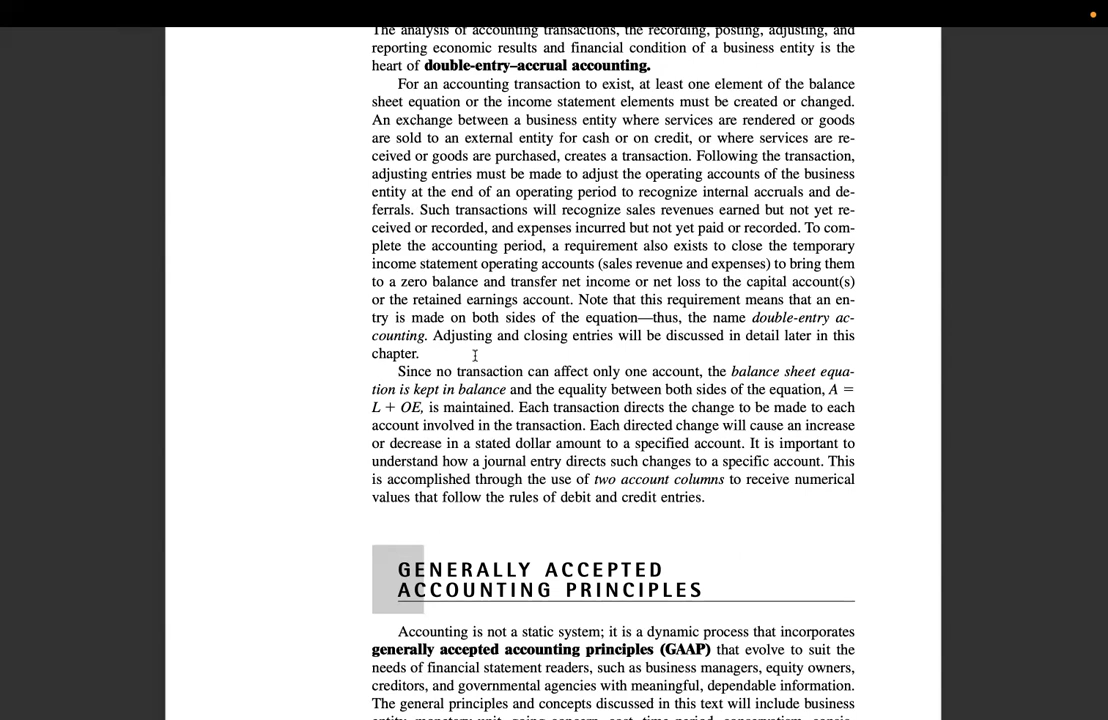 The analysis of accounting transactions, the recording, posting, adjusting, and
reporting economic results and financial condition of a business entity is the
heart of double-entry–accrual accounting.
For an accounting transaction to exist, at least one element of the balance
sheet equation or the income statement elements must be created or changed.
An exchange between a business entity where services are rendered or goods
are sold to an external entity for cash or on credit, or where services are re-
ceived or goods are purchased, creates a transaction. Following the transaction,
adjusting entries must be made to adjust the operating accounts of the business
entity at the end of an operating period to recognize internal accruals and de-
ferrals. Such transactions will recognize sales revenues earned but not yet re-
ceived or recorded, and expenses incurred but not yet paid or recorded. To com-
plete the accounting period, a requirement also exists to close the temporary
income statement operating accounts (sales revenue and expenses) to bring them
to a zero balance and transfer net income or net loss to the capital account(s)
or the retained earnings account. Note that this requirement means that an en-
try is made on both sides of the equation—thus, the name double-entry ac-
counting. Adjusting and closing entries will be discussed in detail later in this
chapter.
Since no transaction can affect only one account, the balance sheet equa-
tion is kept in balance and the equality between both sides of the equation, A =
L + OE, is maintained. Each transaction directs the change to be made to each
account involved in the transaction. Each directed change will cause an increase
or decrease in a stated dollar amount to a specified account. It is important to
understand how a journal entry directs such changes to a specific account. This
is accomplished through the use of two account columns to receive numerical
values that follow the rules of debit and credit entries.
GENERALLY ACCEPTED
ACCOUNTING PRINCIPLES
Accounting is not a static system; it is a dynamic process that incorporates
generally accepted accounting principles (GAAP) that evolve to suit the
needs of financial statement readers, such as business managers, equity owners,
creditors, and governmental agencies with meaningful, dependable information.
The general principles and concepts discussed in this text will include business
entity, monetary unit, going concern, cost, time period, conservatism, consis-